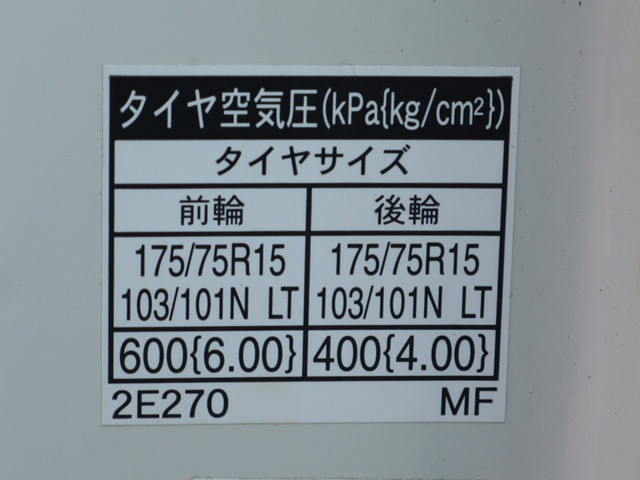 タイヤ空気圧(kPa{kg/cm²})
タイヤサイズ
前輪 後輪
175/75R15 175/75R15
103/101N LT 103/101N LT
600{6.00} 400{4.00}
2E270 MF